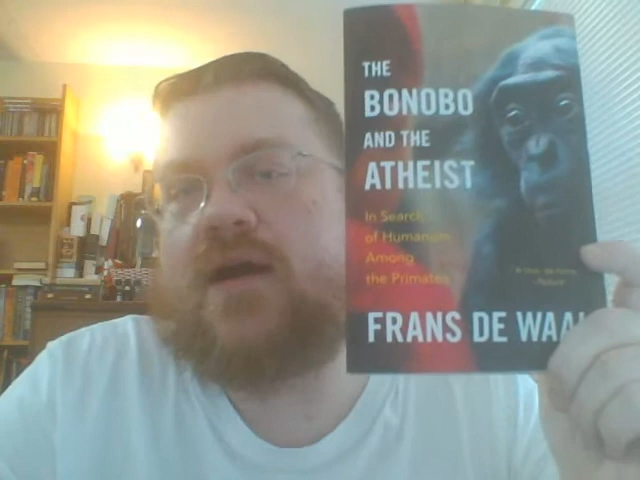 THE
BONOBO
AND THE
ATHEIST
In Search
of Humanism
Among
the Primates
FRANS DE WAAL